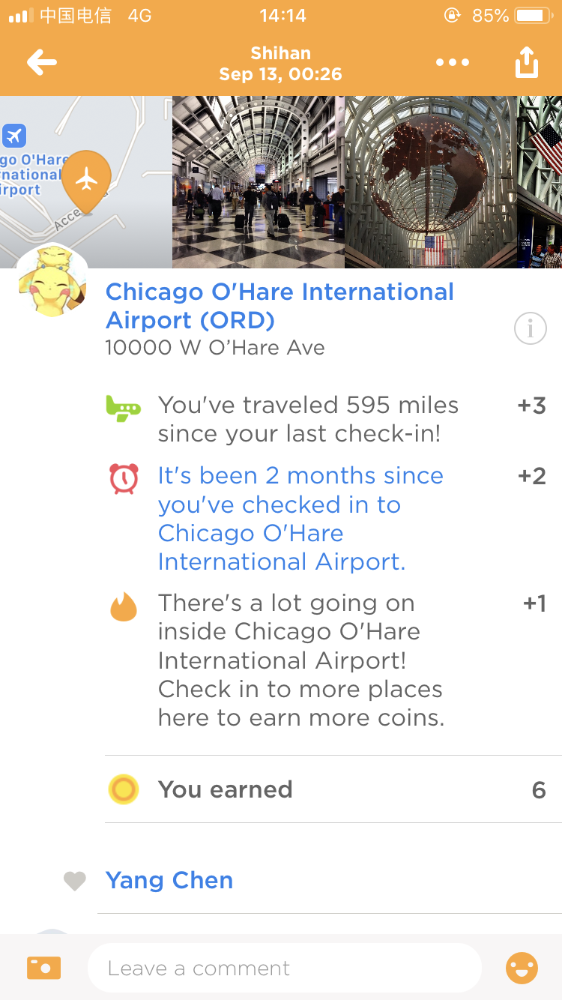 中国电信 4G 14:14 85%
Shihan
Sep 13, 00:26
go O'Hare
national
irport
Acce
Chicago O'Hare International
Airport (ORD)
10000 W O’Hare Ave
You've traveled 595 miles +3
since your last check-in!
It's been 2 months since +2
you've checked in to
Chicago O'Hare
International Airport.
There's a lot going on +1
inside Chicago O'Hare
International Airport!
Check in to more places
here to earn more coins.
You earned 6
Yang Chen
Leave a comment